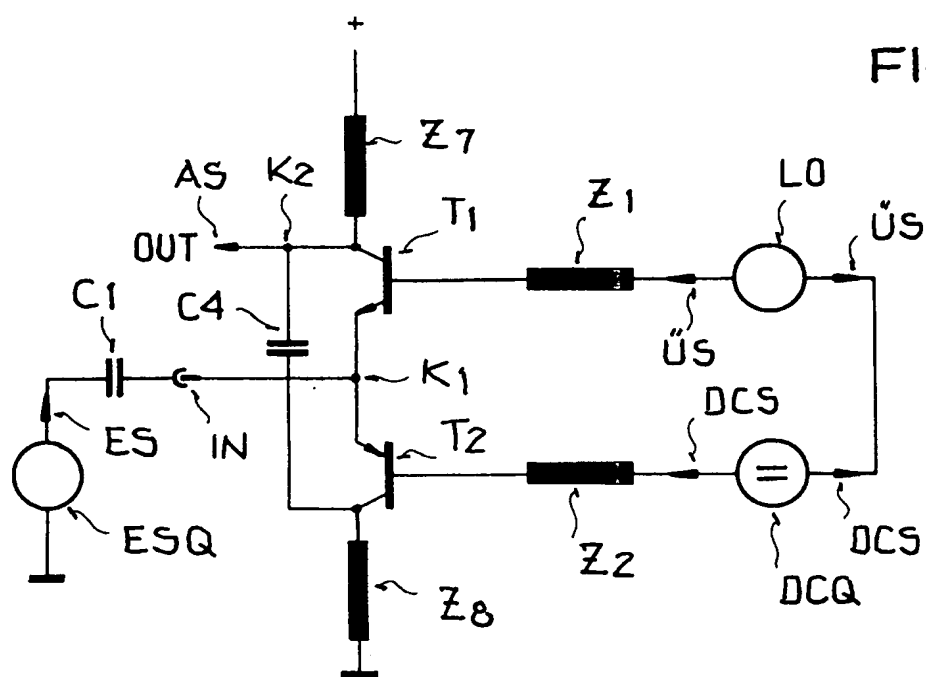 +
FI
Z7
AS
K2
LO
Z1
T1
ÜS
OUT
C1
C4
ÜS
K1
DCS
ES
IN
T2
ESQ
Z2
DCS
DCQ
Z8